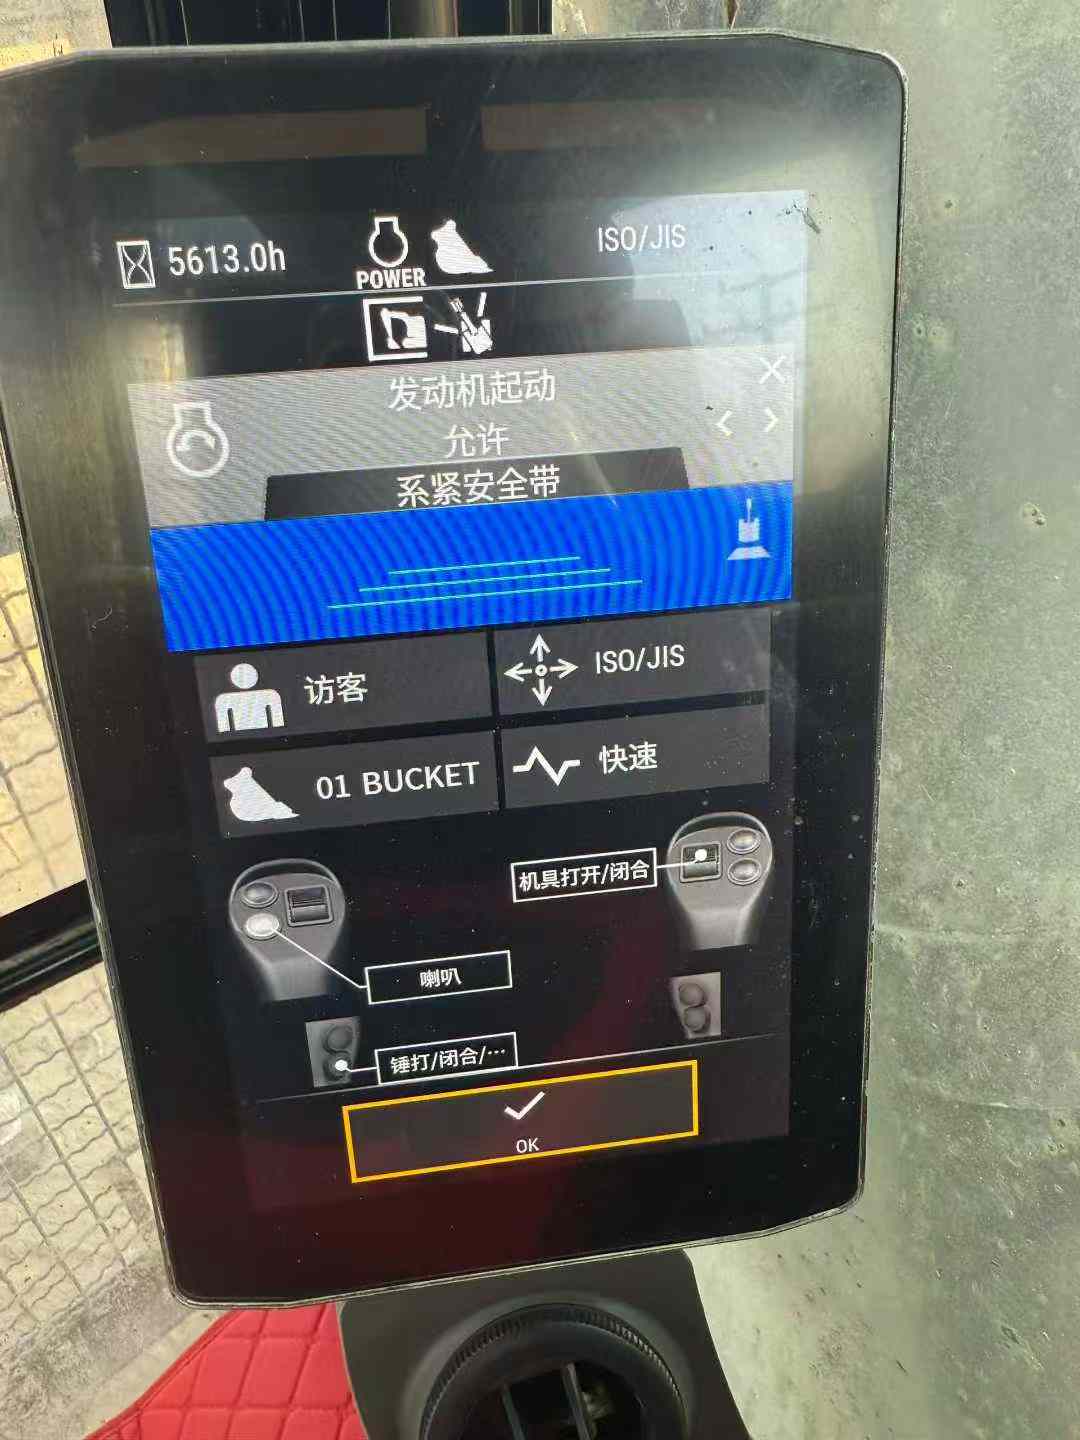 5613.0h
POWER
ISO/JIS
发动机起动
允许
系紧安全带
访客
ISO/JIS
01 BUCKET
快速
机具打开/闭合
喇叭
锤打/闭合/…
OK